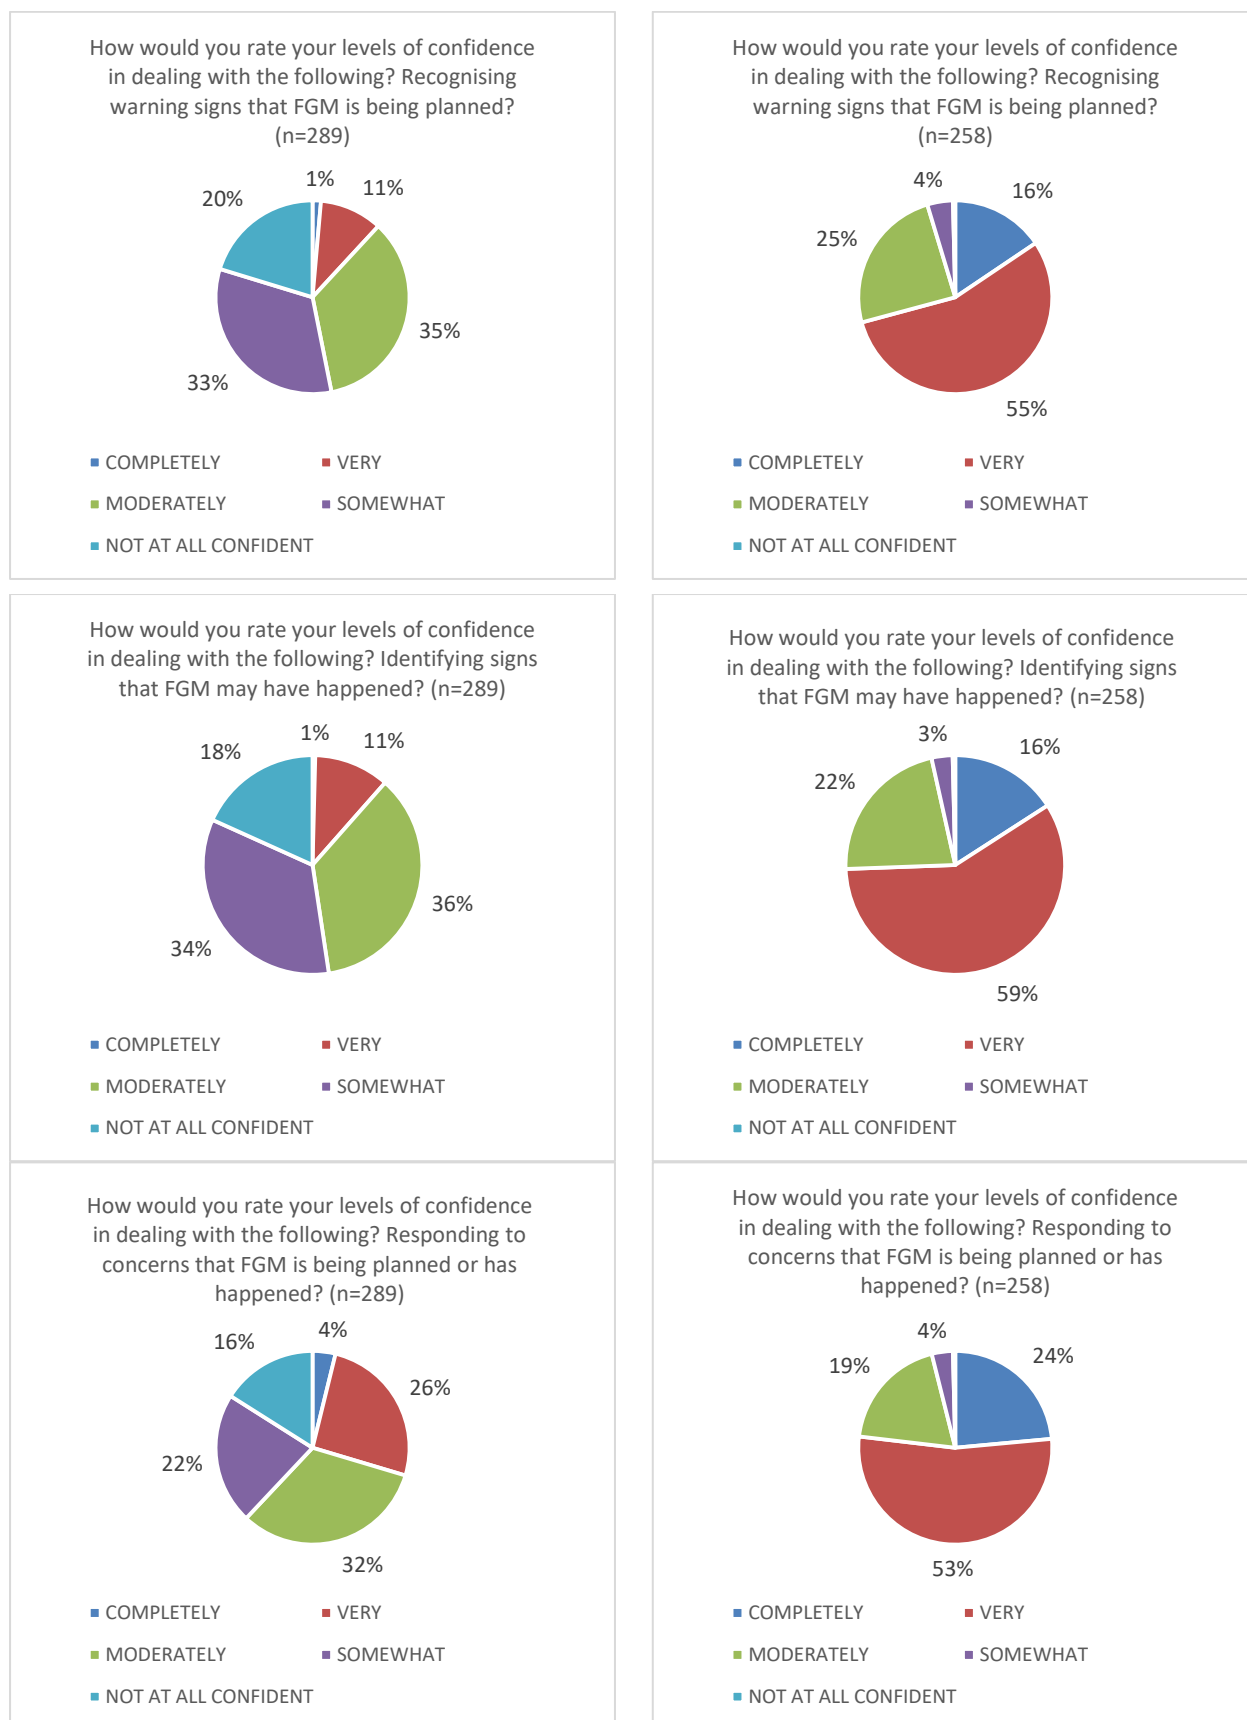 How would you rate your levels of confidence
in dealing with the following? Recognising
warning signs that FGM is being planned?
(n=289)
1%
11%
20%
35%
33%
COMPLETELY
VERY
MODERATELY
SOMEWHAT
NOT AT ALL CONFIDENT
How would you rate your levels of confidence
in dealing with the following? Recognising
warning signs that FGM is being planned?
(n=258)
4%
16%
25%
55%
COMPLETELY
VERY
MODERATELY
SOMEWHAT
NOT AT ALL CONFIDENT
How would you rate your levels of confidence
in dealing with the following? Identifying signs
that FGM may have happened? (n=289)
1%
11%
18%
36%
34%
COMPLETELY
VERY
MODERATELY
SOMEWHAT
NOT AT ALL CONFIDENT
How would you rate your levels of confidence
in dealing with the following? Identifying signs
that FGM may have happened? (n=258)
3%
16%
22%
59%
COMPLETELY
VERY
MODERATELY
SOMEWHAT
NOT AT ALL CONFIDENT
How would you rate your levels of confidence
in dealing with the following? Responding to
concerns that FGM is being planned or has
happened? (n=289)
4%
16%
26%
22%
32%
COMPLETELY
VERY
MODERATELY
SOMEWHAT
NOT AT ALL CONFIDENT
How would you rate your levels of confidence
in dealing with the following? Responding to
concerns that FGM is being planned or has
happened? (n=258)
4%
24%
19%
53%
COMPLETELY
VERY
MODERATELY
SOMEWHAT
NOT AT ALL CONFIDENT